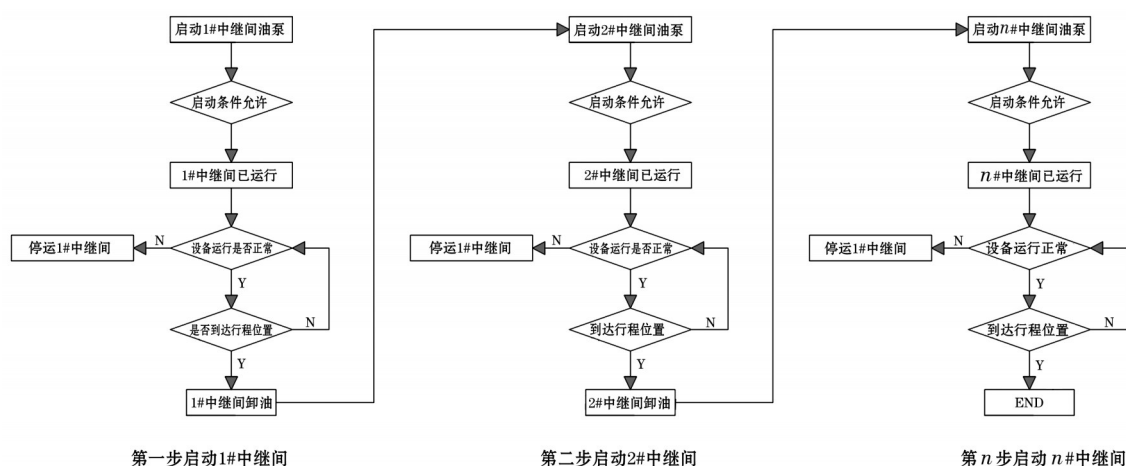 启动1#中继间油泵
启动条件允许
1#中继间已运行
设备运行是否正常
N
停运1#中继间
Y
是否到达行程位置
N
Y
1#中继间卸油
第一步启动1#中继间
启动2#中继间油泵
启动条件允许
2#中继间已运行
设备运行是否正常
N
停运1#中继间
Y
到达行程位置
N
Y
2#中继间卸油
第二步启动2#中继间
启动n#中继间油泵
启动条件允许
n#中继间已运行
设备运行正常
N
停运1#中继间
Y
到达行程位置
N
Y
END
第n步启动n#中继间